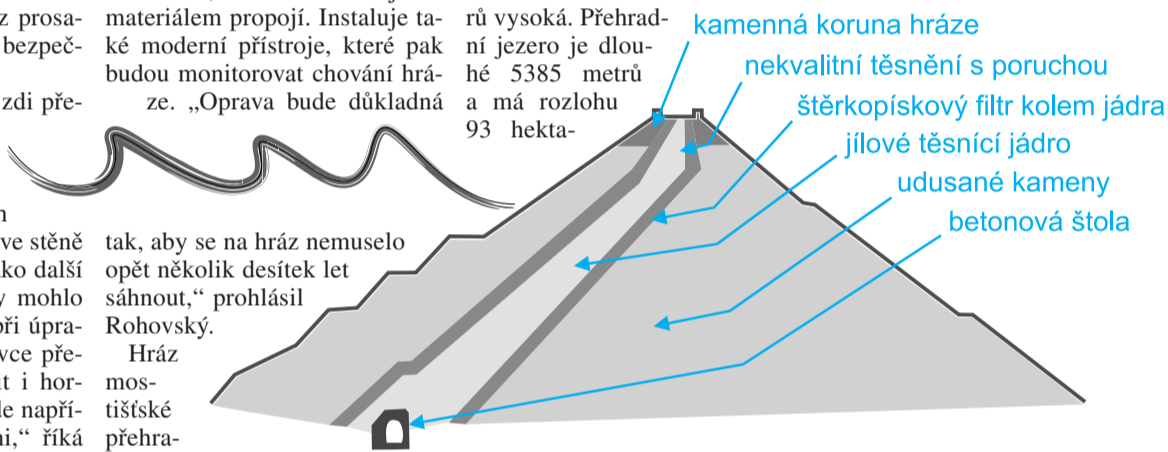 z prosa-
bezpeč-
zdi pře-
ve stěně
ako další
y mohlo
při úpra-
vce pře-
it i hor-
de napří-
ni,“ říká
materiálem propojí. Instaluje ta-
ké moderní přístroje, které pak
budou monitorovat chování hrá-
ze. „Oprava bude důkladná
tak, aby se na hráz nemuselo
opět několik desítek let
sáhnout,“ prohlásil
Rohovský.
Hráz
mos-
tišťské
přehra-
rů vysoká. Přehrad-
ní jezero je dlou-
hé 5385 metrů
a má rozlohu
93 hekta-
kamenná koruna hráze
nekvalitní těsnění s poruchou
štěrkopískový filtr kolem jádra
jílové těsnící jádro
udusané kameny
betonová štola